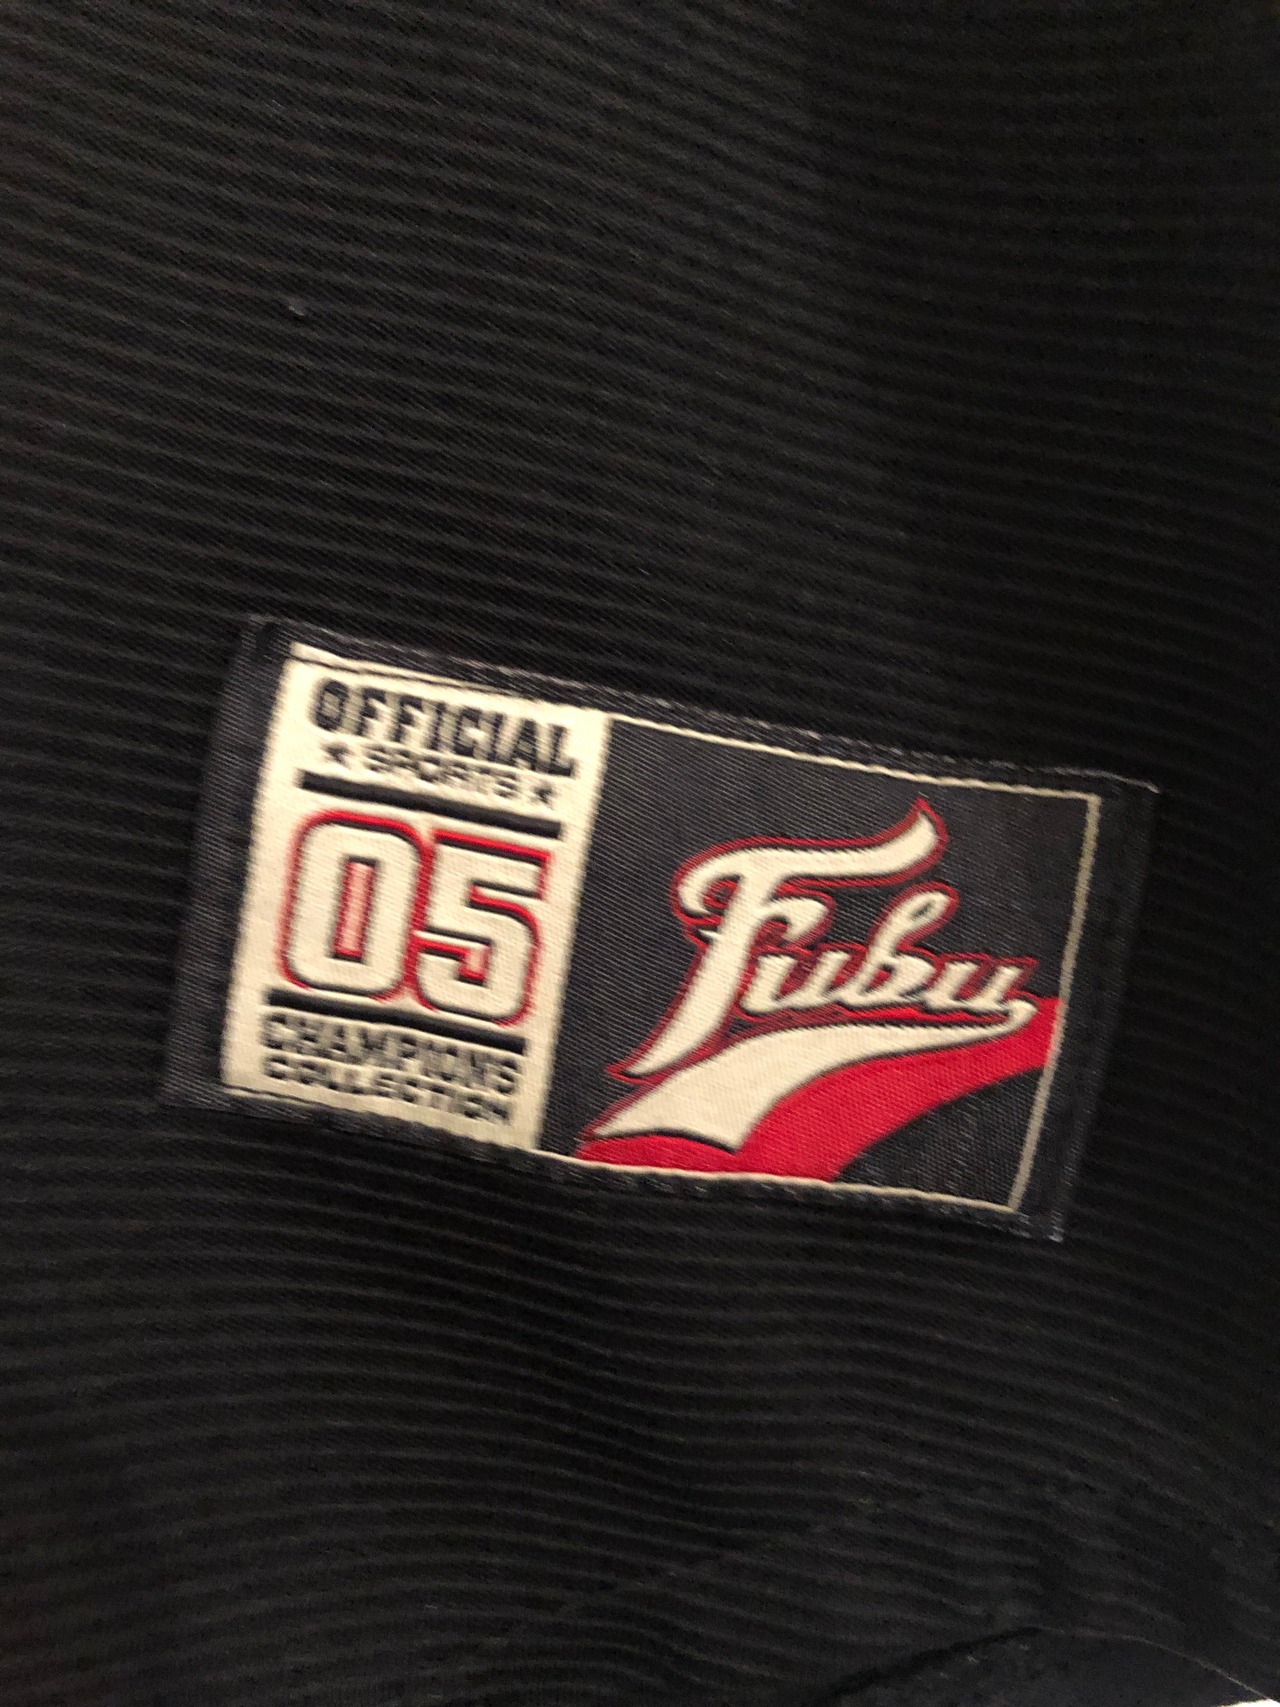 OFFICIAL
★ SPORTS ★
05
CHAMPIONS
COLLECTION
Fubu